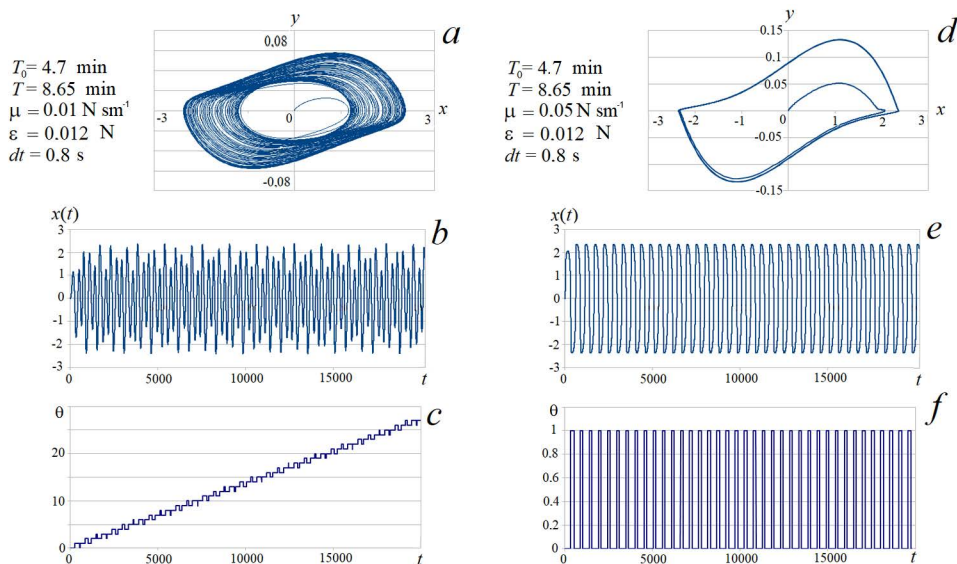 a
y
0.08
x
-3
0
3
-0.08
T₀= 4.7 min
T = 8.65 min
μ = 0.01 N sm⁻¹
ε = 0.012 N
dt = 0.8 s
d
y
0.15
0.1
0.05
x
-3
-2
-1
0
1
2
3
-0.05
-0.15
T₀= 4.7 min
T = 8.65 min
μ = 0.05 N sm⁻¹
ε = 0.012 N
dt = 0.8 s
x(t)
b
3
2
1
0
-1
-2
-3
0 5000 10000 15000 t
x(t)
e
3
2
1
0
-1
-2
-3
0 5000 10000 15000 t
θ
c
20
10
0
0 5000 10000 15000 t
θ
f
1
0.8
0.6
0.4
0.2
0
0 5000 10000 15000 t